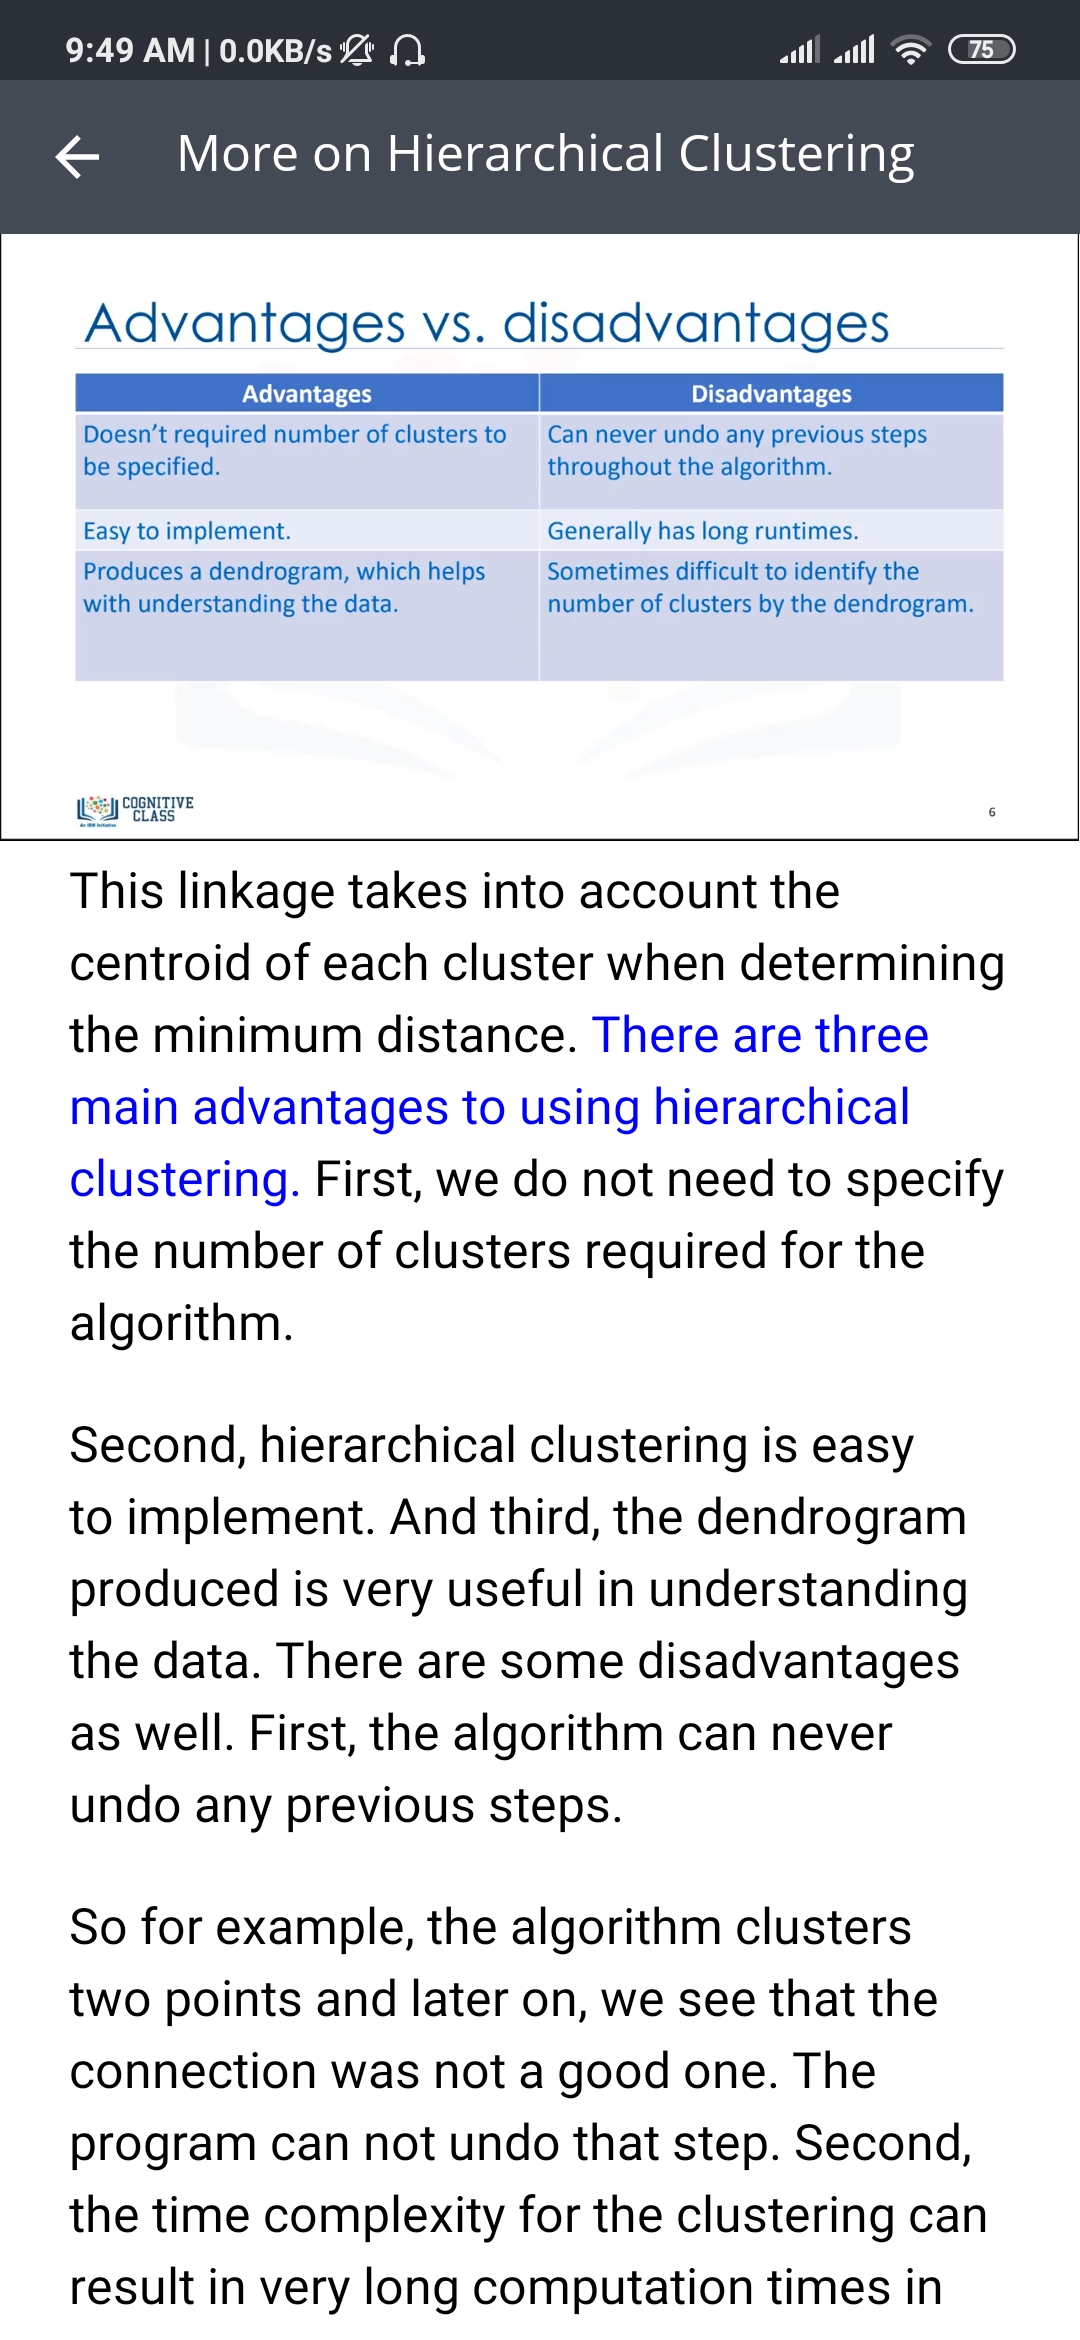 9:49 AM | 0.0KB/s
75
More on Hierarchical Clustering
Advantages vs. disadvantages
Advantages
Disadvantages
Doesn't required number of clusters to
be specified.
Can never undo any previous steps
throughout the algorithm.
Easy to implement.
Generally has long runtimes.
Produces a dendrogram, which helps
with understanding the data.
Sometimes difficult to identify the
number of clusters by the dendrogram.
COGNITIVE
CLASS
An IBM Initiative
6
This linkage takes into account the
centroid of each cluster when determining
the minimum distance. There are three
main advantages to using hierarchical
clustering. First, we do not need to specify
the number of clusters required for the
algorithm.
Second, hierarchical clustering is easy
to implement. And third, the dendrogram
produced is very useful in understanding
the data. There are some disadvantages
as well. First, the algorithm can never
undo any previous steps.
So for example, the algorithm clusters
two points and later on, we see that the
connection was not a good one. The
program can not undo that step. Second,
the time complexity for the clustering can
result in very long computation times in